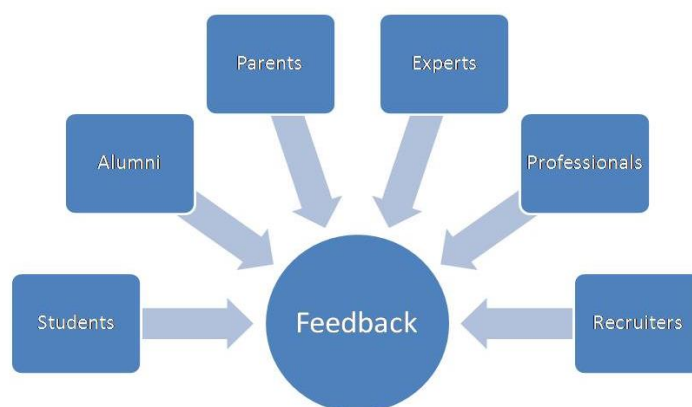 Parents
Experts
Alumni
Professionals
Students
Feedback
Recruiters